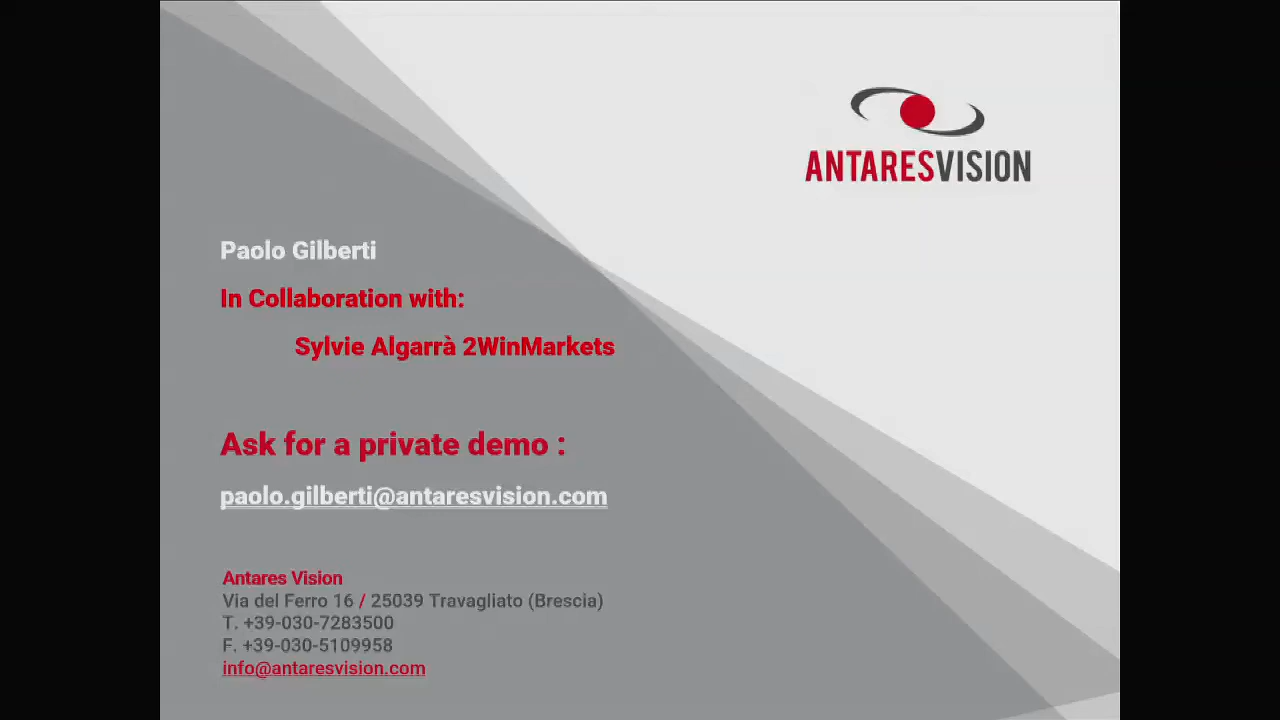 ANTARESVISION
Paolo Gilberti
In Collaboration with:
Sylvie Algarrà 2WinMarkets
Ask for a private demo :
paolo.gilberti@antaresvision.com
Antares Vision
Via del Ferro 16 / 25039 Travagliato (Brescia)
T. +39-030-7283500
F. +39-030-5109958
info@antaresvision.com